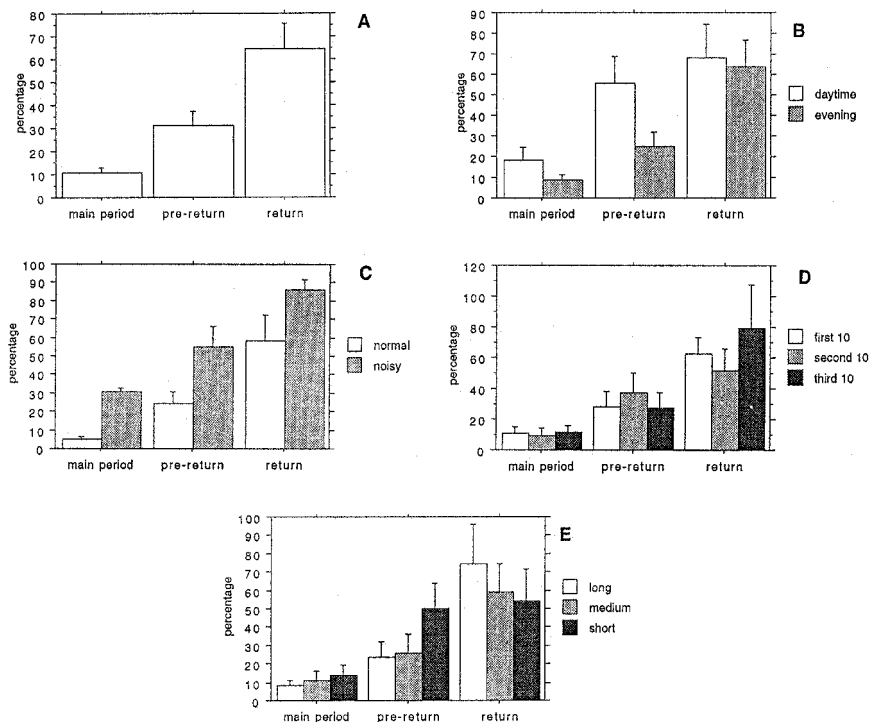 A
80
70
60
50
40
30
20
10
0
percentage
main period pre-return return
B
90
80
70
60
50
40
30
20
10
0
percentage
daytime
evening
main period pre-return return
C
100
90
80
70
60
50
40
30
20
10
0
percentage
normal
noisy
main period pre-return return
D
120
100
80
60
40
20
0
percentage
first 10
second 10
third 10
main period pre-return return
E
100
90
80
70
60
50
40
30
20
10
0
percentage
long
medium
short
main period pre-return return